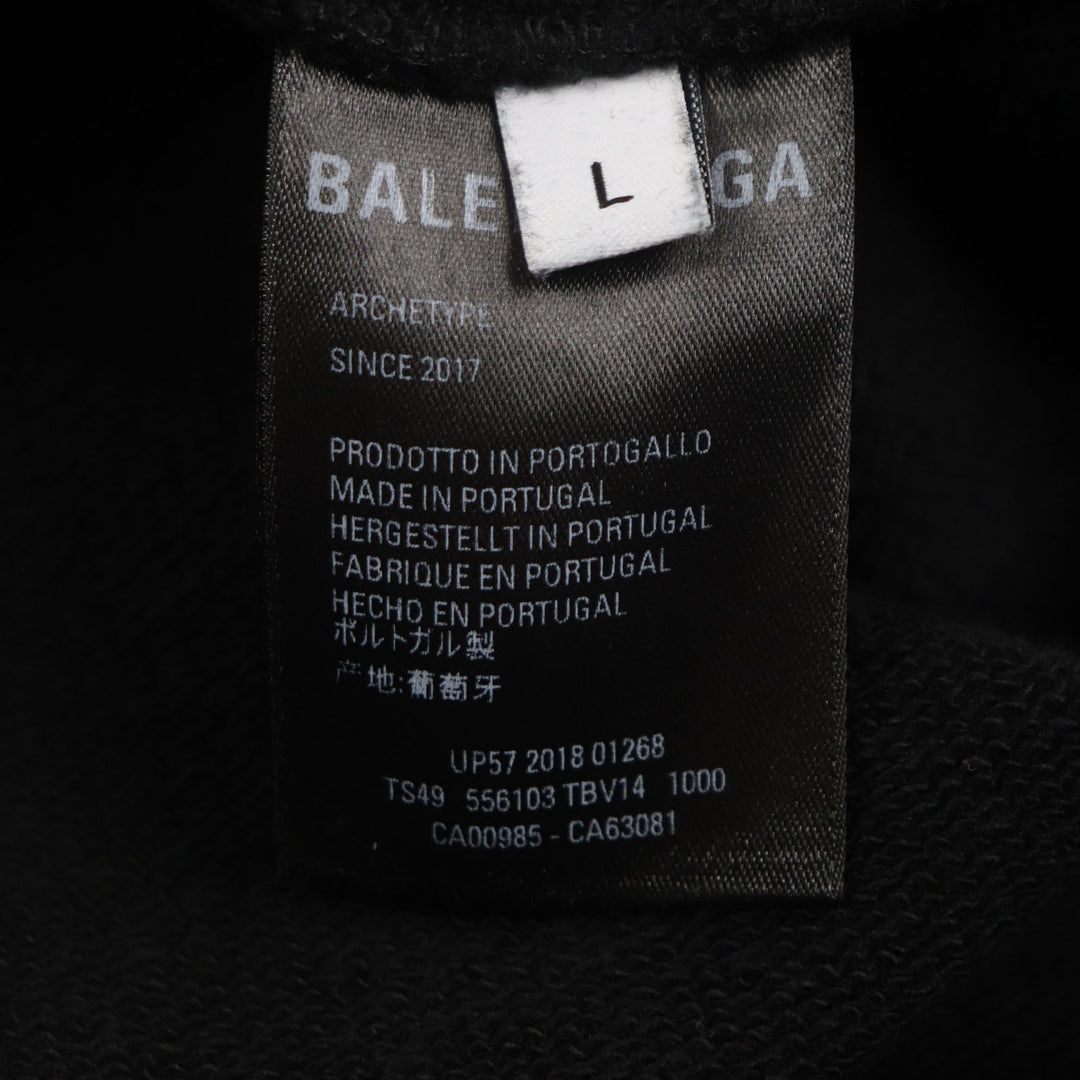 BALE GA
L
ARCHETYPE
SINCE 2017
PRODOTTO IN PORTOGALLO
MADE IN PORTUGAL
HERGESTELLT IN PORTUGAL
FABRIQUE EN PORTUGAL
HECHO EN PORTUGAL
ポルトガル製
产地:葡萄牙
UP57 2018 01268
TS49 556103 TBV14 1000
CA00985 - CA63081